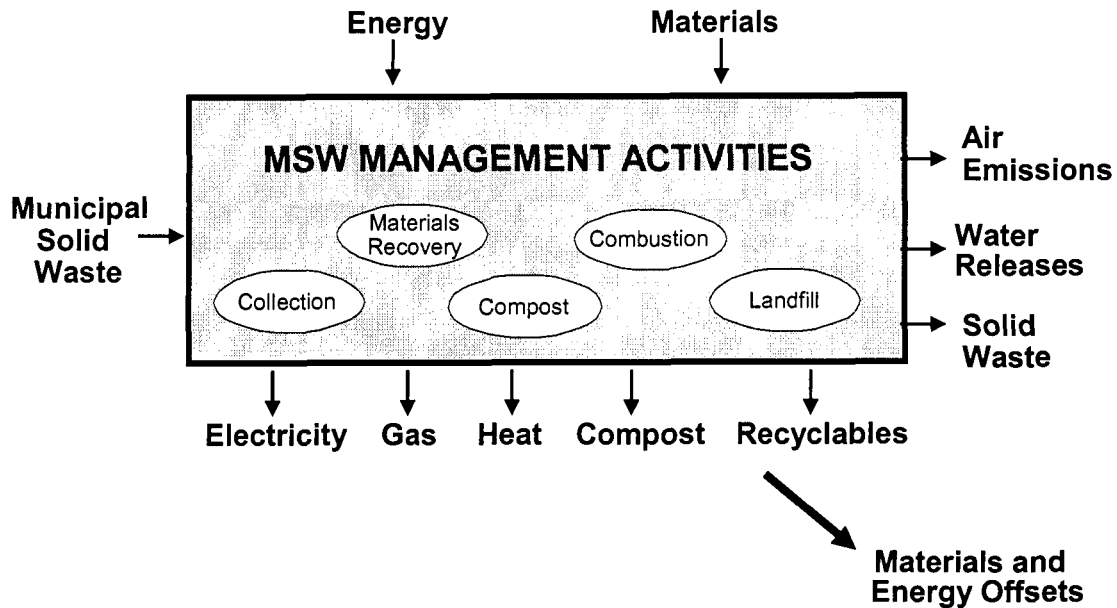 Energy
Materials
MSW MANAGEMENT ACTIVITIES
Air
Emissions
Municipal
Solid
Waste
Materials
Recovery
Combustion
Water
Releases
Collection
Compost
Landfill
Solid
Waste
Electricity
Gas
Heat
Compost
Recyclables
Materials and
Energy Offsets